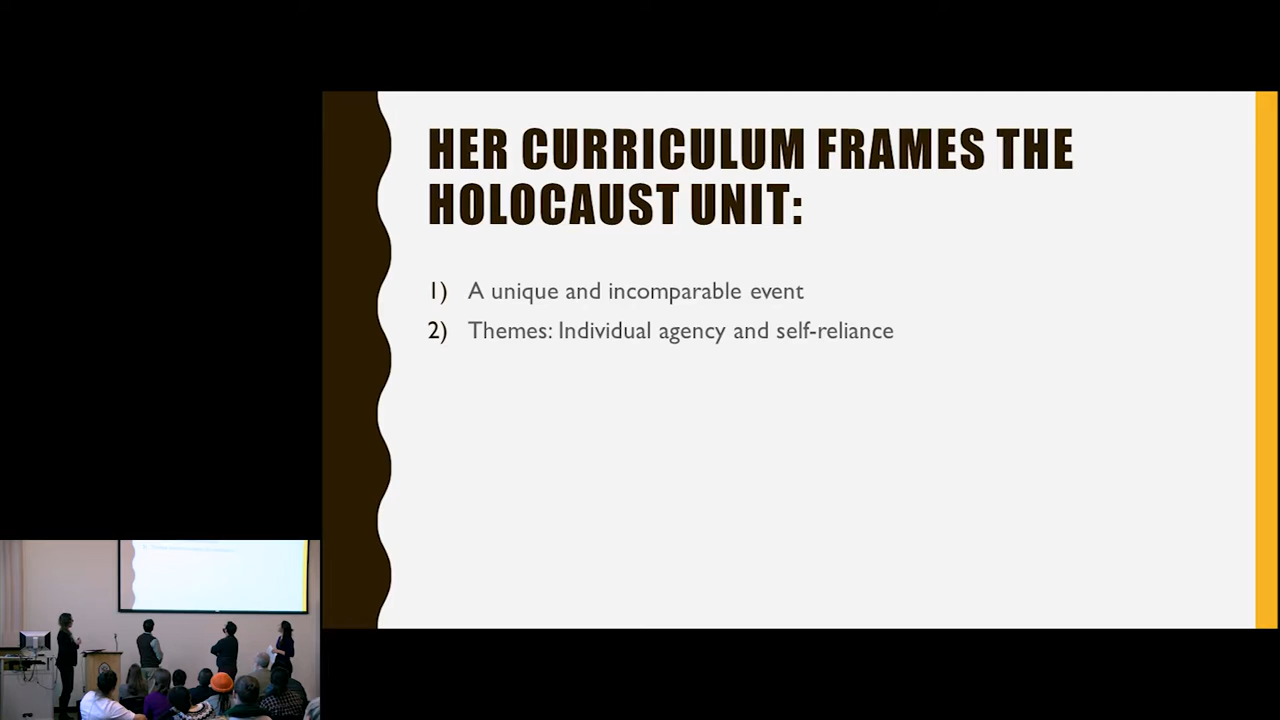 HER CURRICULUM FRAMES THE
HOLOCAUST UNIT:
1) A unique and incomparable event
2) Themes: Individual agency and self-reliance